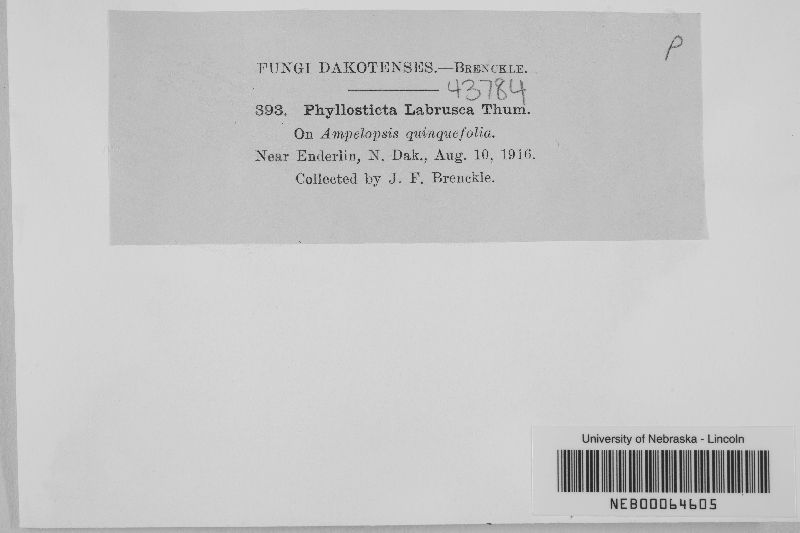 P
FUNGI DAKOTENSES.—BRENCKLE.
43784
393. Phyllosticta Labrusca Thum.
On Ampelopsis quinquefolia.
Near Enderlin, N. Dak., Aug. 10, 1916.
Collected by J. F. Brenckle.
University of Nebraska - Lincoln
NEB00064605